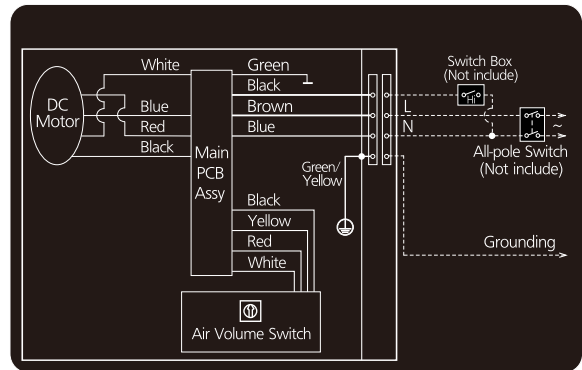 White
Green
Black
Switch Box
(Not include)
Hi
DC
Motor
Blue
Brown
L
Red
Blue
N
~
Black
Main
PCB
Assy
Green/
Yellow
All-pole Switch
(Not include)
Black
Yellow
Red
White
Grounding
Air Volume Switch